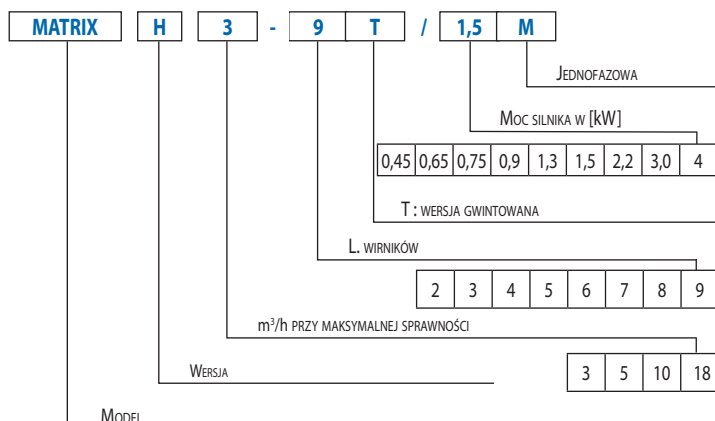 MATRIX H 3 - 9 T / 1,5 M
JEDNOFAZOWA
MOC SILNIKA W [kW]
0,45 0,65 0,75 0,9 1,3 1,5 2,2 3,0 4
T : WERSJA GWINTOWANA
L. WIRNIKÓW
2 3 4 5 6 7 8 9
m³/h PRZY MAKSYMALNEJ SPRAWNOŚCI
3 5 10 18
WERSJA
MODEL